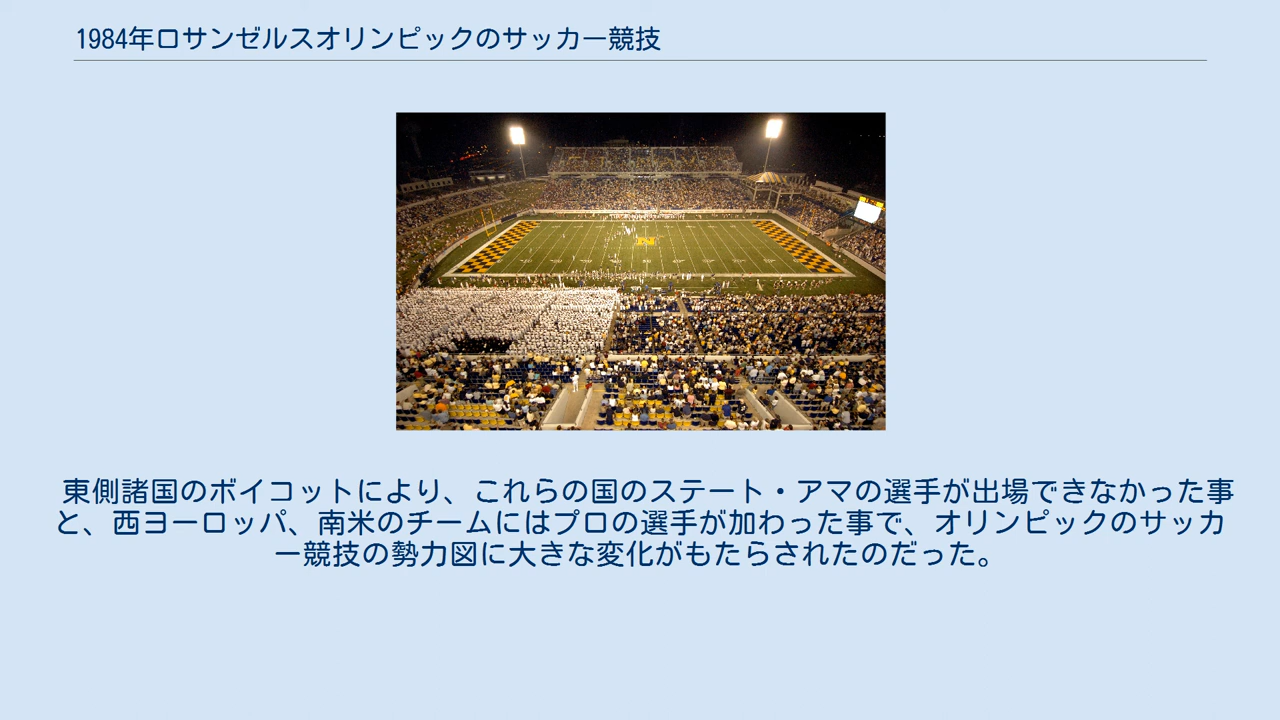 1984年ロサンゼルスオリンピックのサッカー競技
東側諸国のボイコットにより、これらの国のステート・アマの選手が出場できなかった事
と、西ヨーロッパ、南米のチームにはプロの選手が加わった事で、オリンピックのサッカ
ー競技の勢力図に大きな変化がもたらされたのだった。